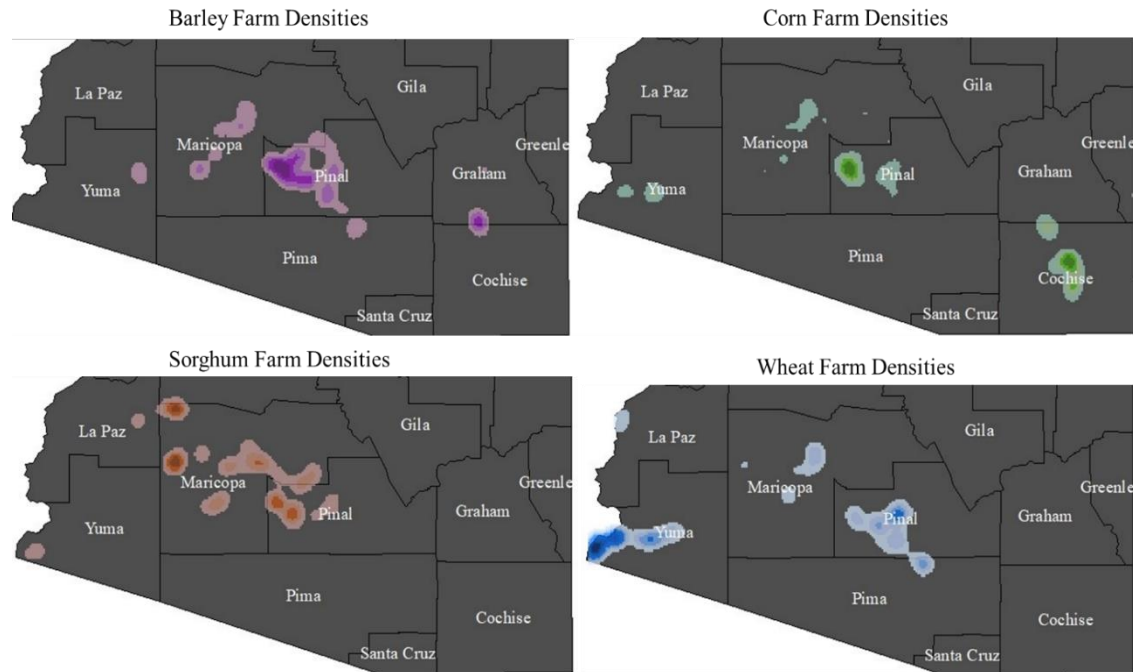 Barley Farm Densities
La Paz
Gila
Maricopa
Greenle
Graham
Pinal
Yuma
Pima
Cochise
Santa Cruz
Corn Farm Densities
La Paz
Gila
Maricopa
Greenle
Graham
Pinal
Yuma
Pima
Cochise
Santa Cruz
Sorghum Farm Densities
La Paz
Gila
Maricopa
Greenle
Graham
Pinal
Yuma
Pima
Cochise
Santa Cruz
Wheat Farm Densities
La Paz
Gila
Maricopa
Greenle
Graham
Pinal
Yuma
Pima
Cochise
Santa Cruz